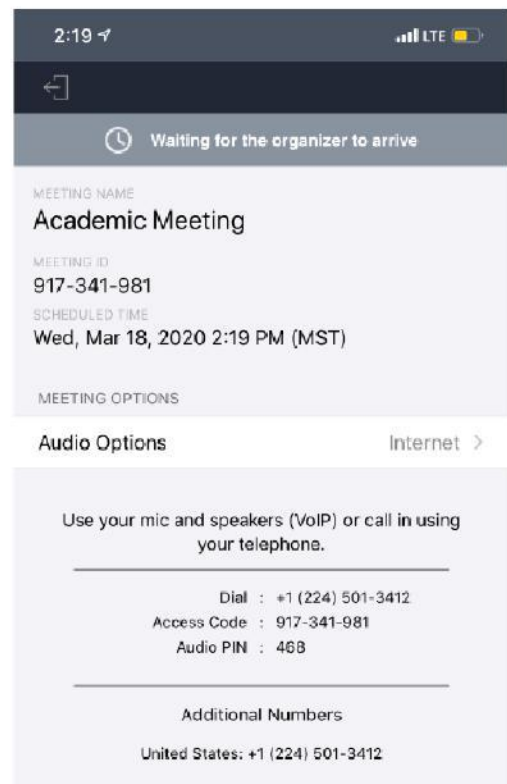 2:19
LTE
Waiting for the organizer to arrive
MEETING NAME
Academic Meeting
MEETING ID
917-341-981
SCHEDULED TIME
Wed, Mar 18, 2020 2:19 PM (MST)
MEETING OPTIONS
Audio Options Internet >
Use your mic and speakers (VoIP) or call in using
your telephone.
Dial : +1 (224) 501-3412
Access Code : 917-341-981
Audio PIN : 468
Additional Numbers
United States: +1 (224) 501-3412